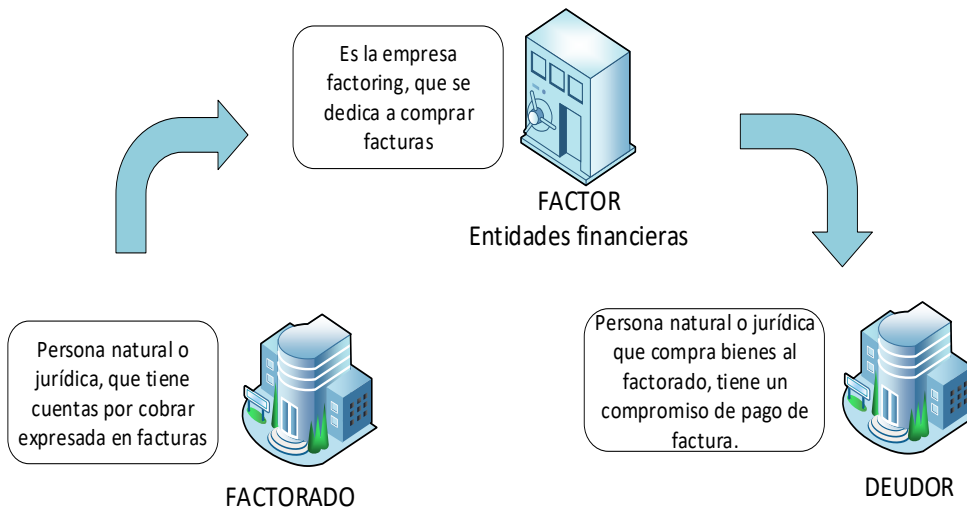 Es la empresa
factoring, que se
dedica a comprar
facturas
FACTOR
Entidades financieras
Persona natural o
jurídica, que tiene
cuentas por cobrar
expresada en facturas
FACTORADO
Persona natural o jurídica
que compra bienes al
factorado, tiene un
compromiso de pago de
factura.
DEUDOR